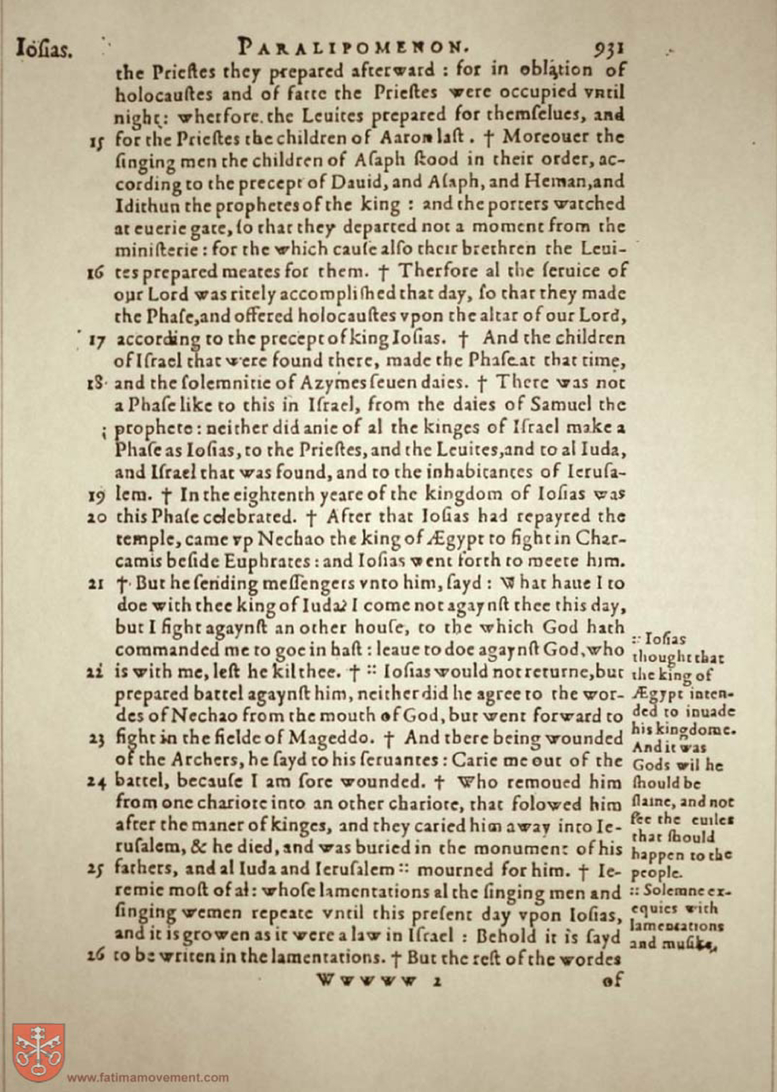 Ioſias. PARALIPOMENON. 931
the Prieſtes they prepared afterward : for in oblation of
holocauſtes and of fatte the Prieſtes were occupied vntil
night: wherfore the Leuites prepared for themſelues, and
15 for the Prieſtes the children of Aaron laſt . † Moreouer the
ſinging men the children of Aſaph ſtood in their order, ac-
cording to the precept of Dauid, and Aſaph, and Heman, and
Idithun the prophetes of the king : and the porters watched
at euerie gate, ſo that they departed not a moment from the
miniſterie : for the which cauſe alſo their brethren the Leui-
16 tes prepared meates for them. † Therfore al the ſeruice of
our Lord was ritely accompliſhed that day, ſo that they made
the Phaſe, and offered holocauſtes vpon the altar of our Lord,
17 according to the precept of king Ioſias. † And the children
of Iſrael that were found there, made the Phaſe at that time,
18 and the ſolemnitie of Azymes ſeuen daies. † There was not
a Phaſe like to this in Iſrael, from the daies of Samuel the
prophete : neither did anie of al the kinges of Iſrael make a
Phaſe as Ioſias, to the Prieſtes, and the Leuites, and to al Iuda,
and Iſrael that was found, and to the inhabitantes of Ieruſa-
19 lem. † In the eightenth yeare of the kingdom of Ioſias was
20 this Phaſe celebrated. † After that Ioſias had repayred the
temple, came vp Nechao the king of Ægypt to fight in Char-
camis beſide Euphrates : and Ioſias went forth to meete him.
21 † But he ſending meſſengers vnto him, ſayd : What haue I to
doe with thee king of Iuda? I come not agaynſt thee this day,
but I fight agaynſt an other houſe, to the which God hath
commanded me to goe in haſt : leaue to doe agaynſt God, who
22 is with me, leſt he kil thee. † :: Ioſias would not returne, but
prepared battel agaynſt him, neither did he agree to the wor-
des of Nechao from the mouth of God, but went forward to
23 fight in the fielde of Mageddo. † And there being wounded
of the Archers, he ſayd to his ſeruantes : Carie me out of the
24 battel, becauſe I am ſore wounded. † Who remoued him
from one chariote into an other chariote, that folowed him
after the maner of kinges, and they caried him away into Ie-
ruſalem, & he died, and was buried in the monument of his
25 fathers, and al Iuda and Ieruſalem :: mourned for him. † Ie-
remie moſt of al : whoſe lamentations al the ſinging men and
ſinging wemen repeate vntil this preſent day vpon Ioſias,
and it is growen as it were a law in Iſrael : Behold it is ſayd
26 to be writen in the lamentations. † But the reſt of the wordes
Wwwww 2 of
:: Ioſias
thought that
the king of
Ægypt inten-
ded to inuade
his kingdome.
And it was
Gods wil he
ſhould be
ſlaine, and not
ſee the euiles
that ſhould
happen to the
people.
:: Solemne ex-
equies with
lamentations
and muſike,
www.fatimamovement.com